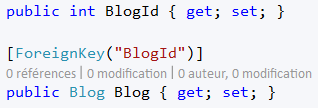 public int BlogId { get; set; }
[ForeignKey("BlogId")]
0 références | 0 modification | 0 auteur, 0 modification
public Blog Blog { get; set; }